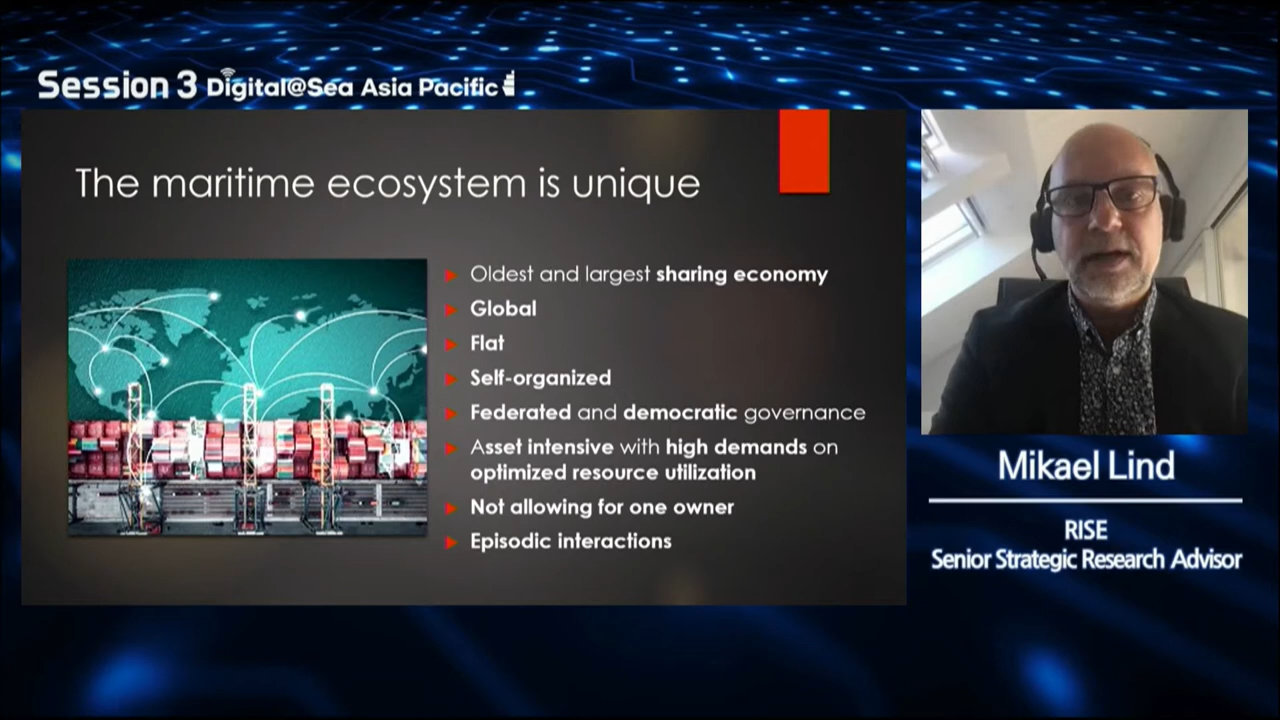 Session 3 Digital@Sea Asia Pacific
The maritime ecosystem is unique
Oldest and largest sharing economy
Global
Flat
Self-organized
Federated and democratic governance
Asset intensive with high demands on
optimized resource utilization
Not allowing for one owner
Episodic interactions
Mikael Lind
RISE
Senior Strategic Research Advisor